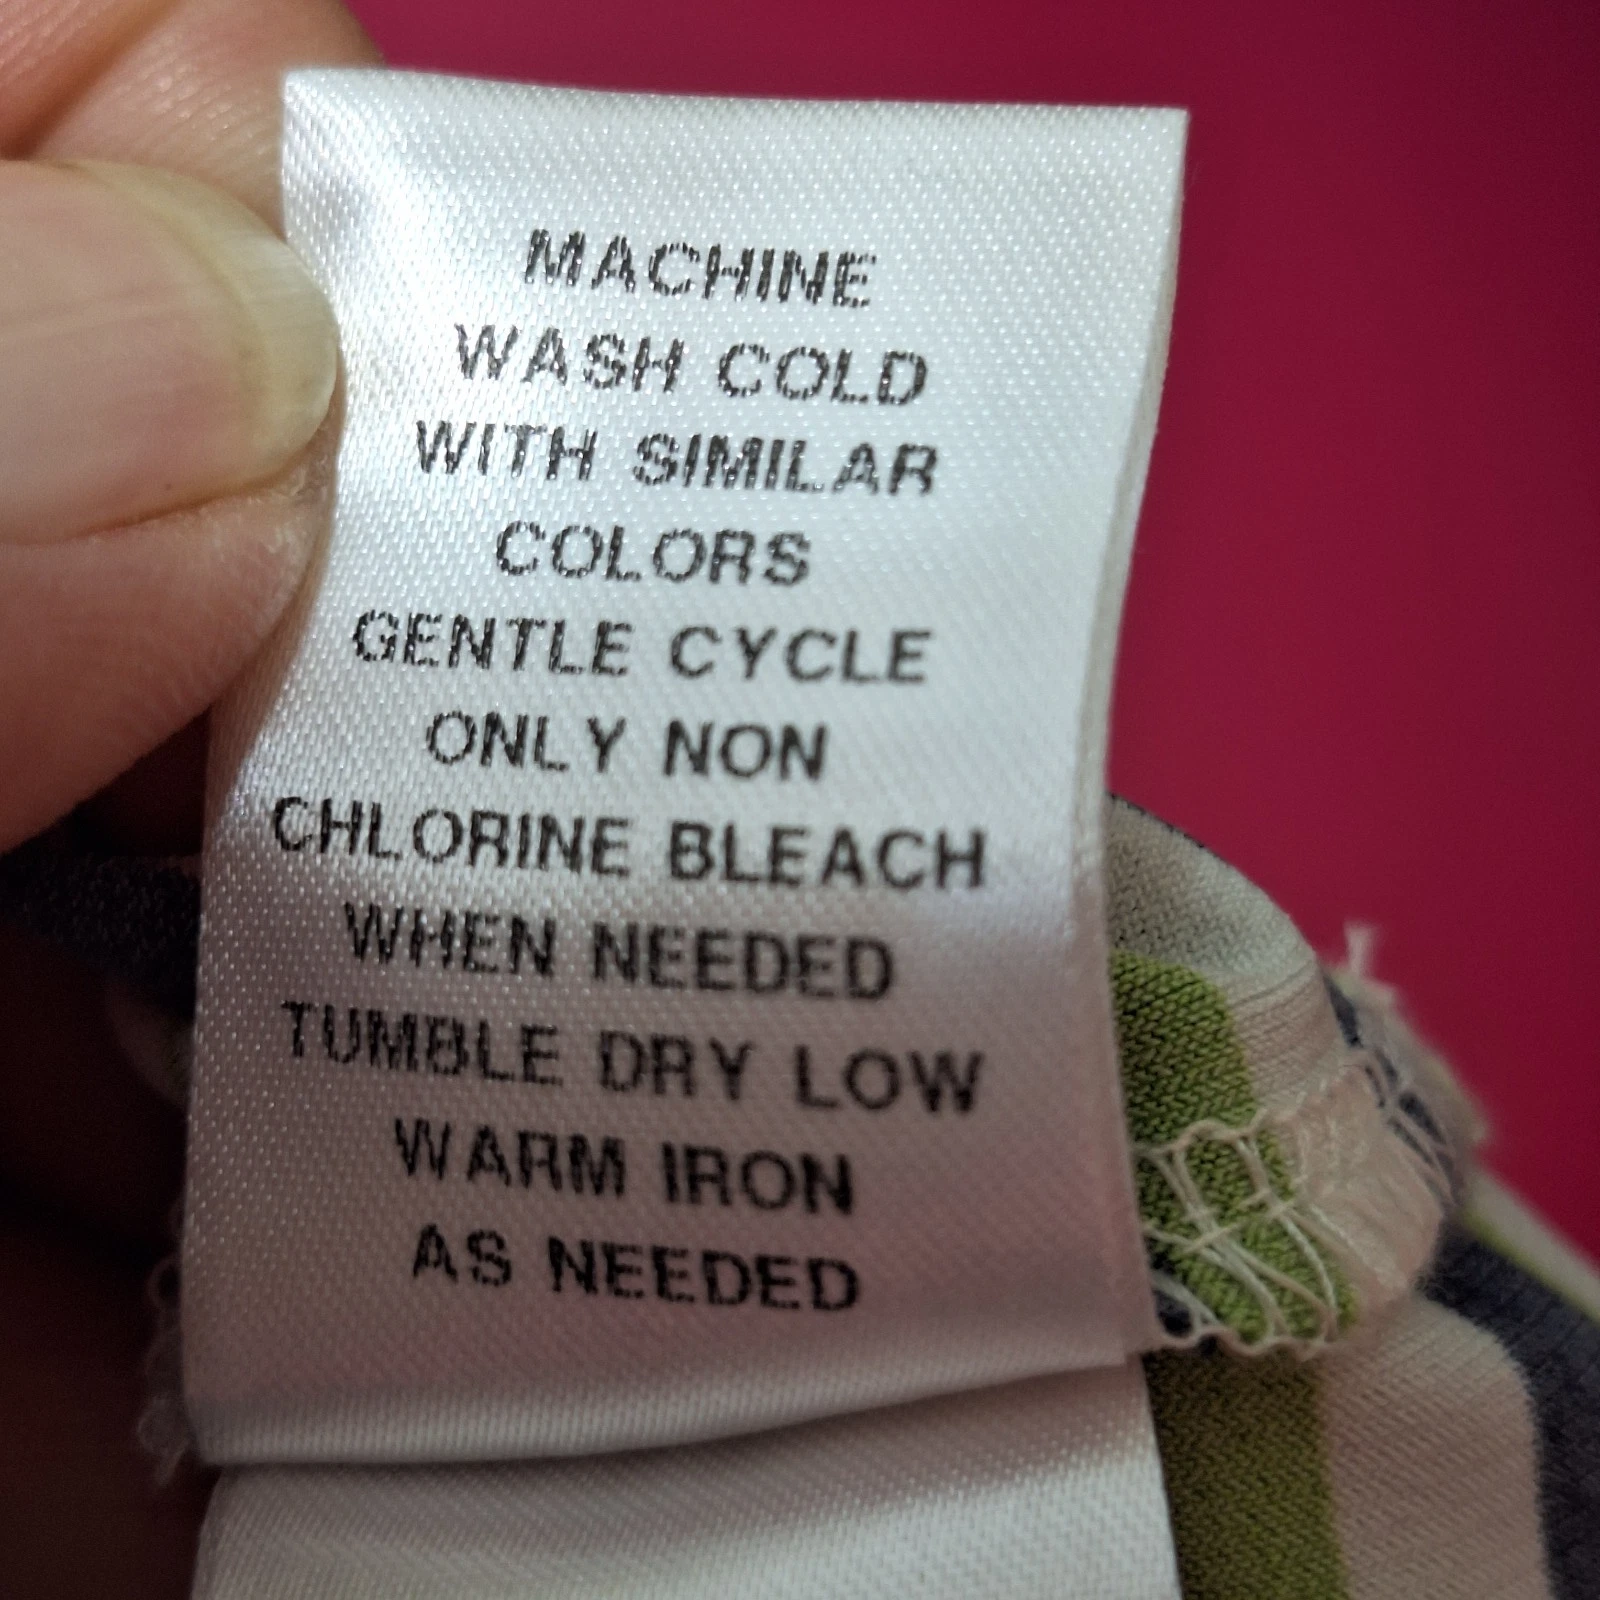 MACHINE
WASH COLD
WITH SIMILAR
COLORS
GENTLE CYCLE
ONLY NON
CHLORINE BLEACH
WHEN NEEDED
TUMBLE DRY LOW
WARM IRON
AS NEEDED